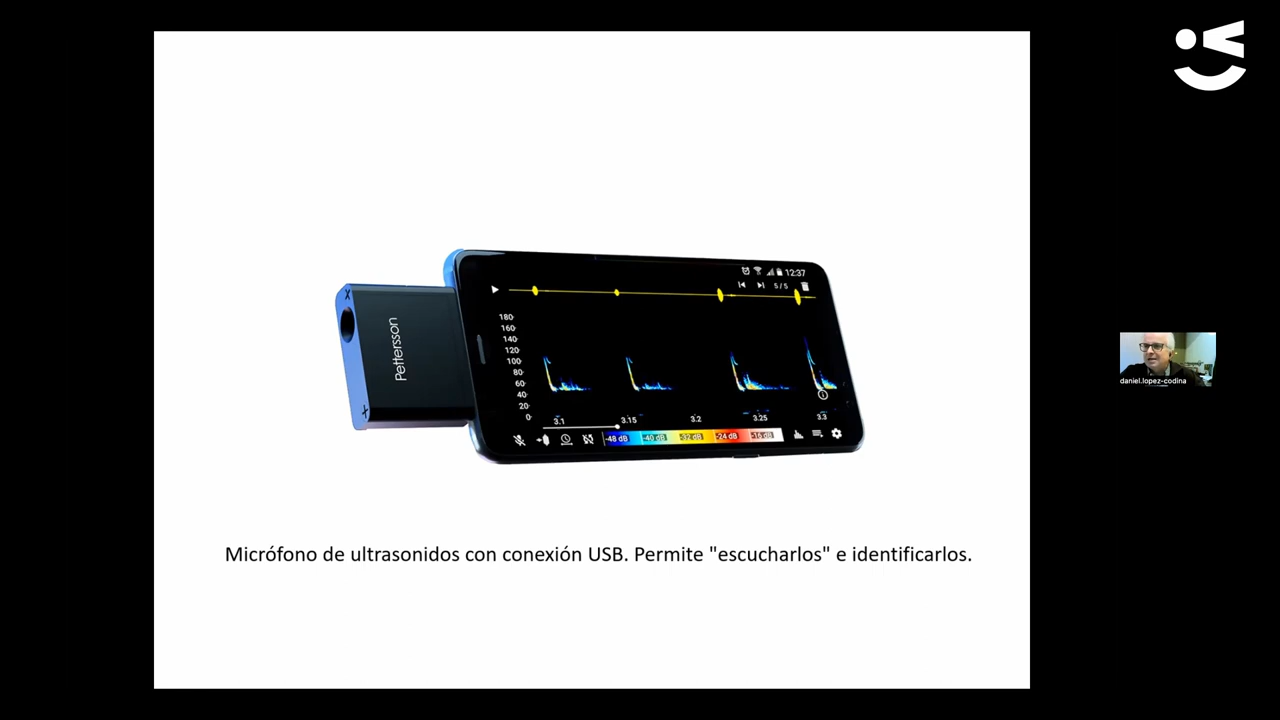 Pettersson
12:37
5/5
180
160
140
120
100
80
60
40
20
0
3.1
3.15
3.2
3.25
3.3
-48 dB
-40 dB
-32 dB
-24 dB
-16 dB
Micrófono de ultrasonidos con conexión USB. Permite "escucharlos" e identificarlos.
daniel.lopez-codina